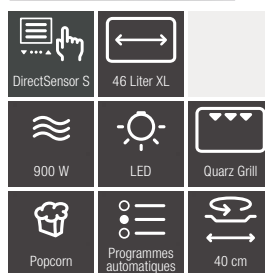 DirectSensor S
46 Liter XL
900 W
LED
Quarz Grill
Popcorn
Programmes
automatiques
40 cm